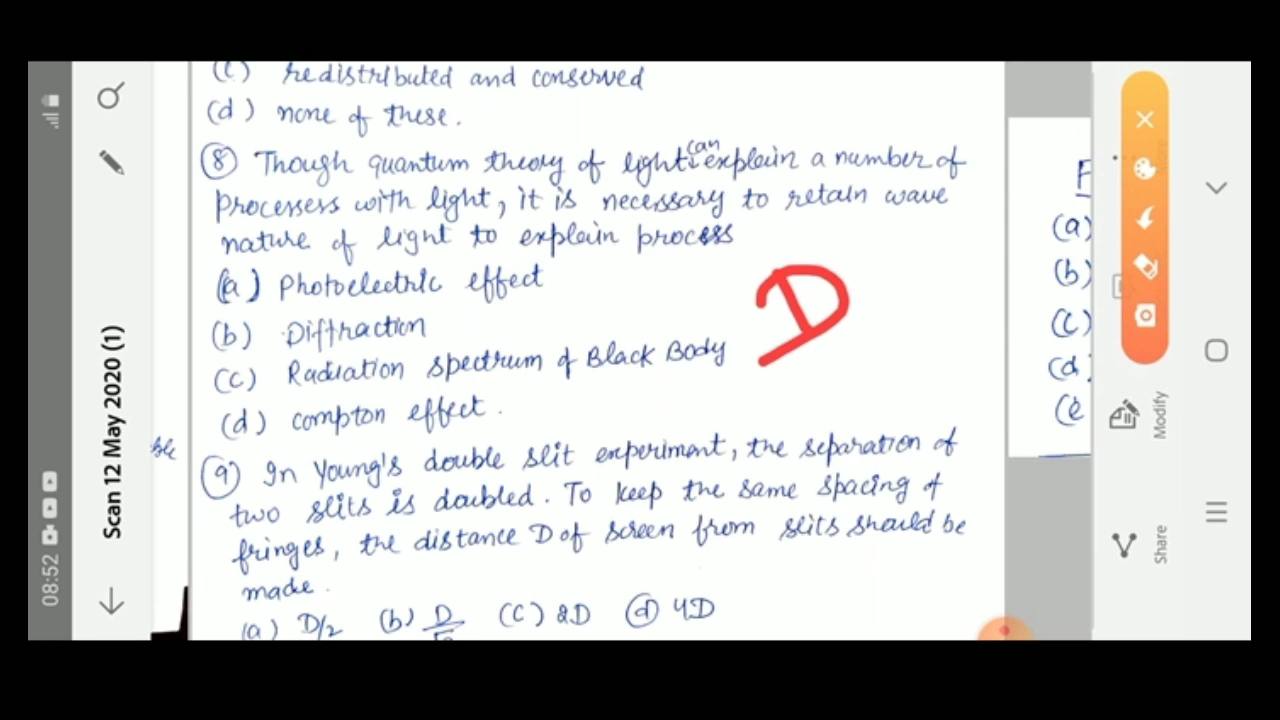 (c) redistributed and conserved
(d) none of these.
⑧ Though quantum theory of light can explain a number of
Processess with light, it is necessary to retain wave
nature of light to explain process
(a) Photoelectric effect
(b) Diffraction
(c) Radiation spectrum of Black Body
(d) compton effect.
D
⑨ In Young's double slit experiment, the separation of
two slits is doubled. To keep the same spacing of
fringes, the distance D of screen from slits should be
made.
(a) D/2 (b) D (c) 2D (d) 4D
(a)
(b)
(c)
(d)
(e
Scan 12 May 2020 (1)
08:52
Modify
Share